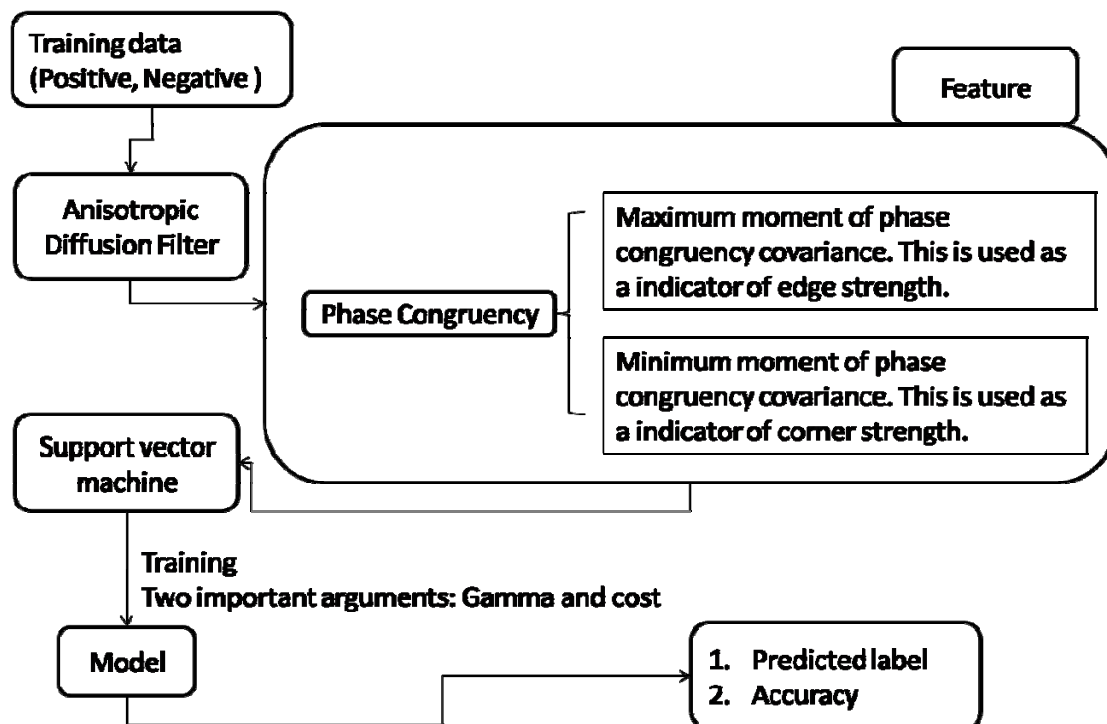 Training data
(Positive, Negative )
Feature
Anisotropic
Diffusion Filter
Maximum moment of phase
congruency covariance. This is used as
a indicator of edge strength.
Phase Congruency
Minimum moment of phase
congruency covariance. This is used as
a indicator of corner strength.
Support vector
machine
Training
Two important arguments: Gamma and cost
Model
1. Predicted label
2. Accuracy